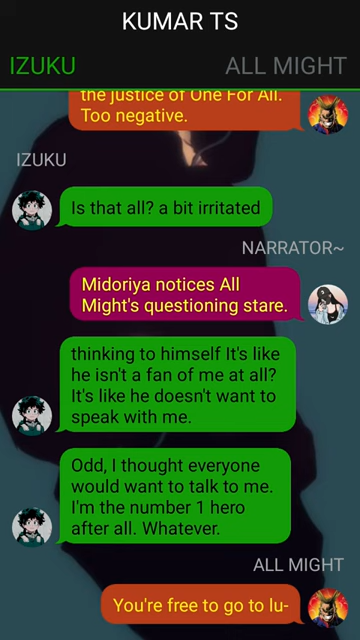 KUMAR TS
IZUKU
ALL MIGHT
the justice of One For All.
Too negative.
IZUKU
Is that all? a bit irritated
NARRATOR~
Midoriya notices All
Might's questioning stare.
thinking to himself It's like
he isn't a fan of me at all?
It's like he doesn't want to
speak with me.
Odd, I thought everyone
would want to talk to me.
I'm the number 1 hero
after all. Whatever.
ALL MIGHT
You're free to go to lu-